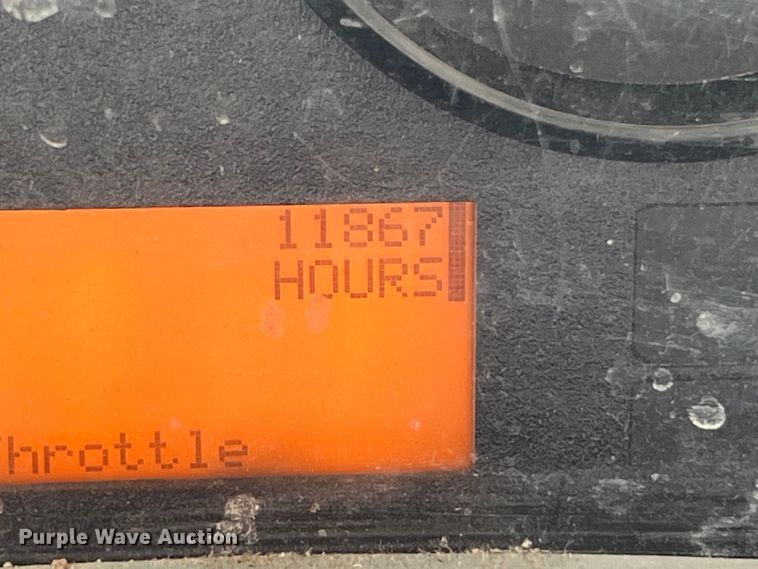 11867
HOURS
hrottle
Purple Wave Auction